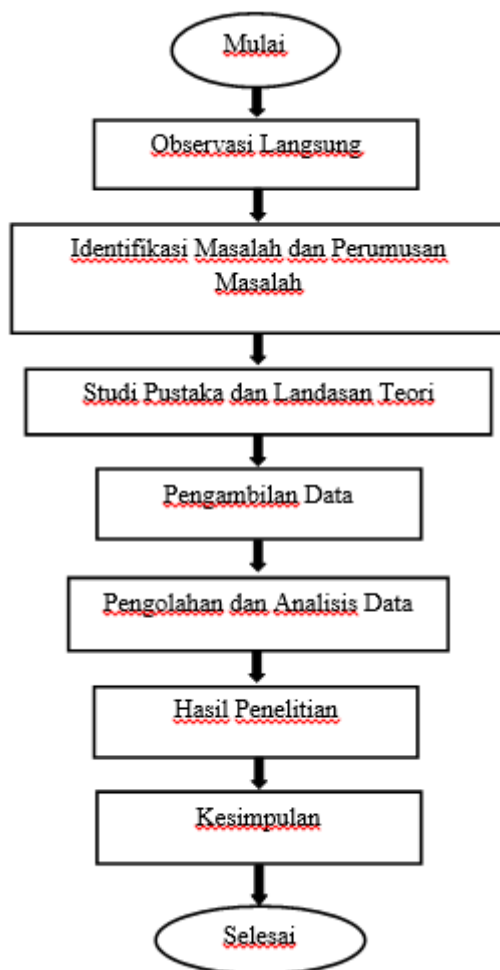 Mulai
Observasi Langsung
Identifikasi Masalah dan Perumusan
Masalah
Studi Pustaka dan Landasan Teori
Pengambilan Data
Pengolahan dan Analisis Data
Hasil Penelitian
Kesimpulan
Selesai